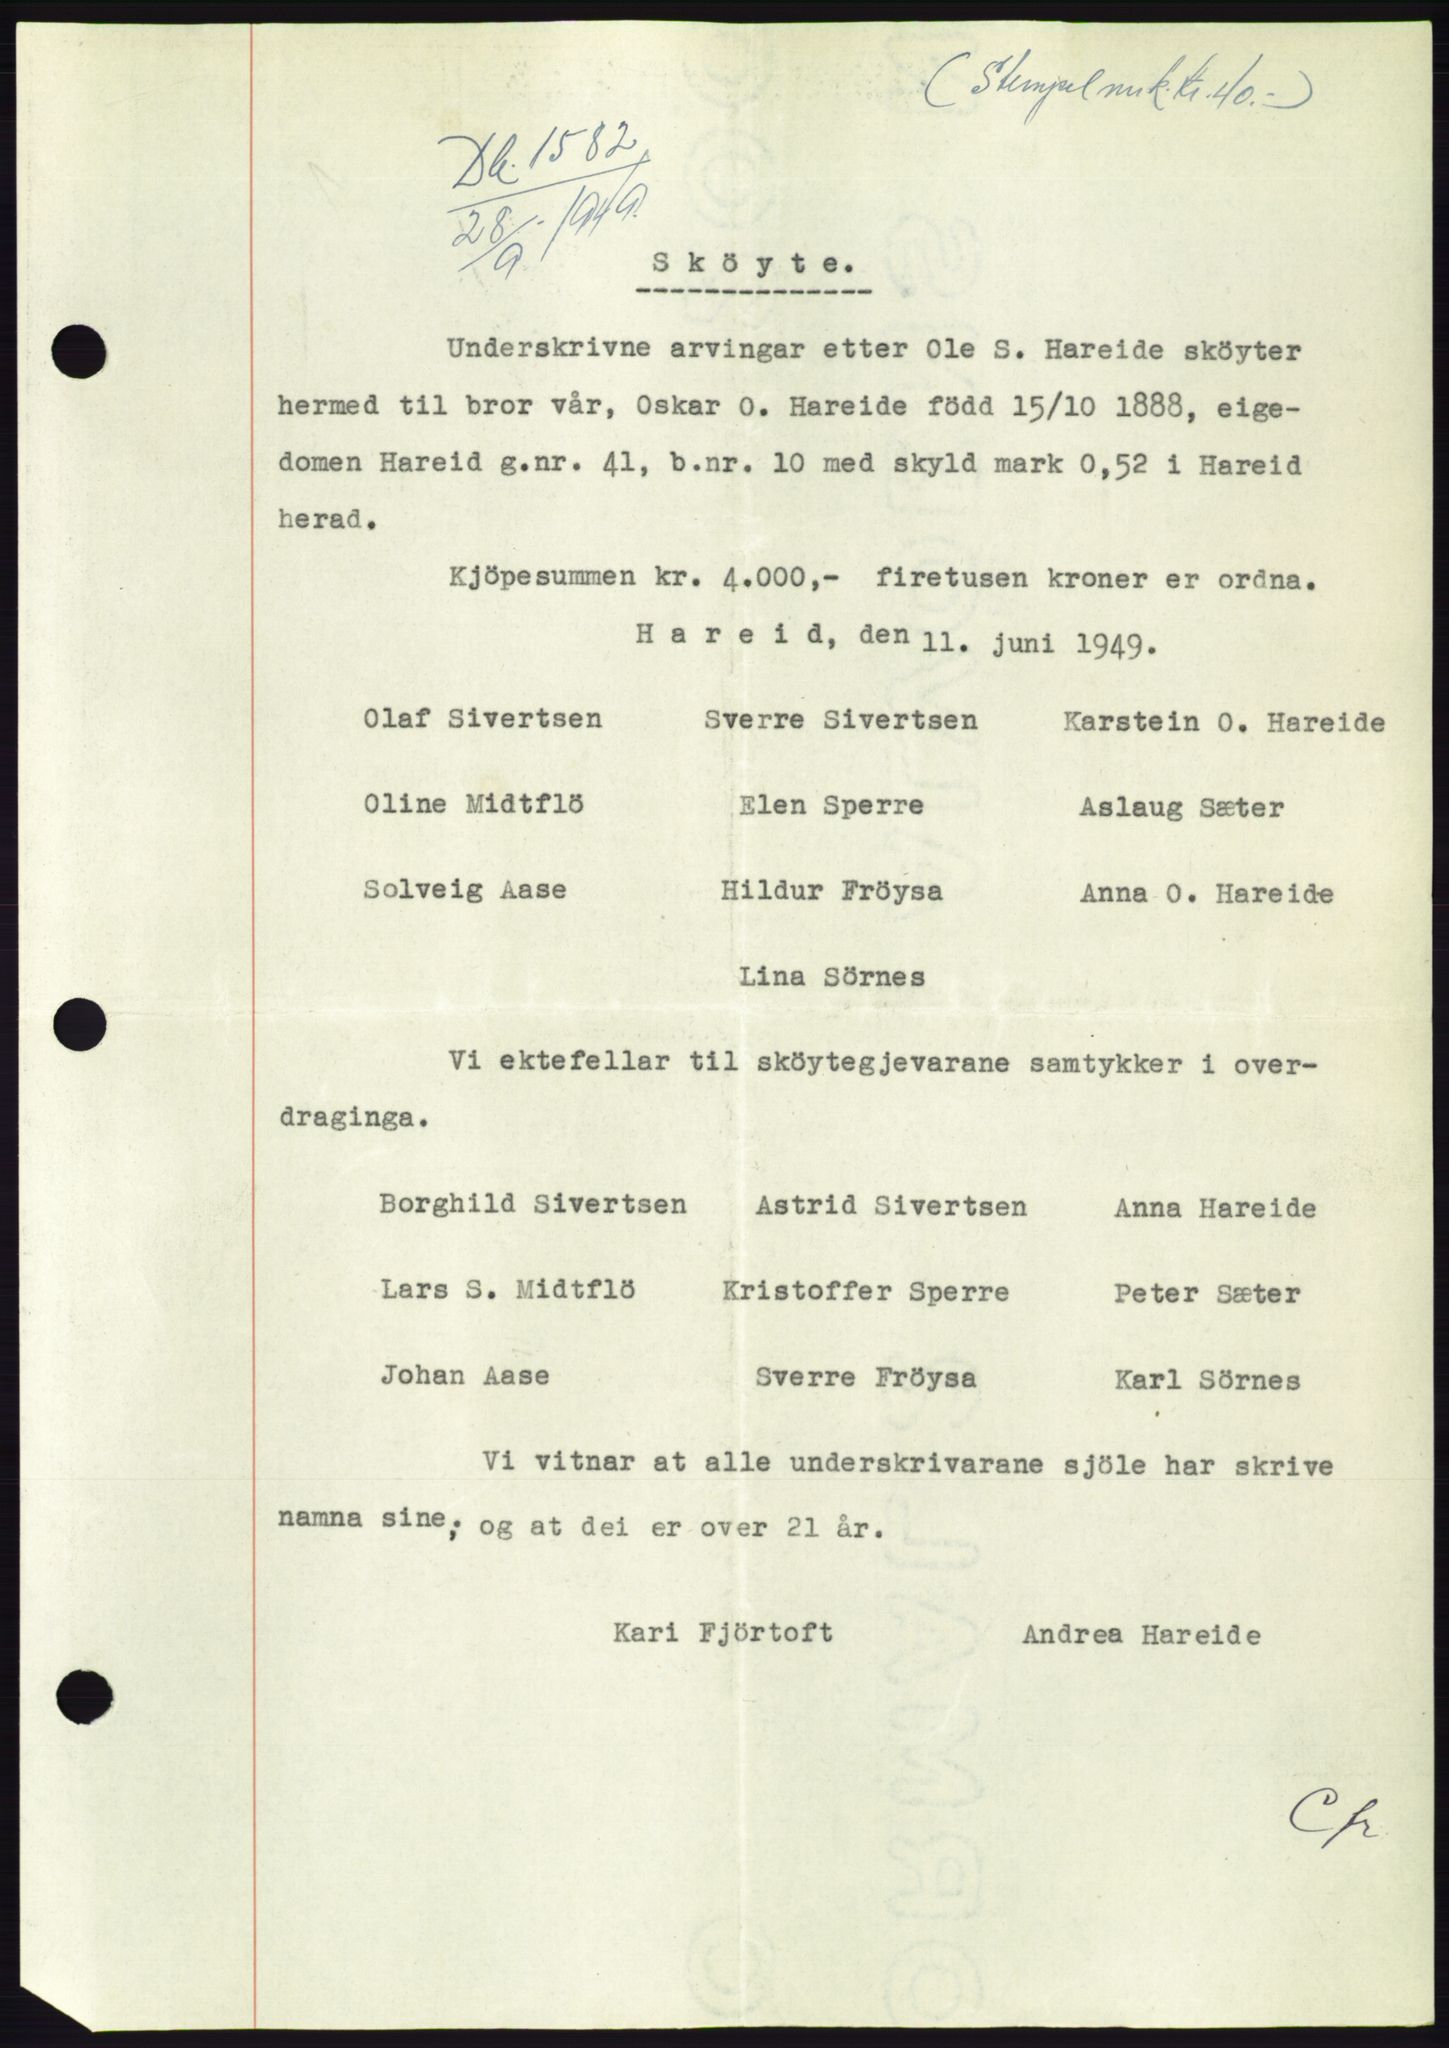 (Stempel mrk. kr. 40.-)
Db. 1582
28/9 - 1949.
Sköyte.
Underskrivne arvingar etter Ole S. Hareide sköyter
hermed til bror vår, Oskar O. Hareide född 15/10 1888, eige-
domen Hareid g.nr. 41, b.nr. 10 med skyld mark 0,52 i Hareid
herad.
Kjöpesummen kr. 4.000,- firetusen kroner er ordna.
Hareid, den 11. juni 1949.
Olaf Sivertsen Sverre Sivertsen Karstein O. Hareide
Oline Midtflö Elen Sperre Aslaug Sæter
Solveig Aase Hildur Fröysa Anna O. Hareide
Lina Sörnes
Vi ektefellar til sköytegjevarane samtykker i over-
draginga.
Borghild Sivertsen Astrid Sivertsen Anna Hareide
Lars S. Midtflö Kristoffer Sperre Peter Sæter
Johan Aase Sverre Fröysa Karl Sörnes
Vi vitnar at alle underskrivarane sjöle har skrive
namna sine; og at dei er over 21 år.
Kari Fjörtoft Andrea Hareide